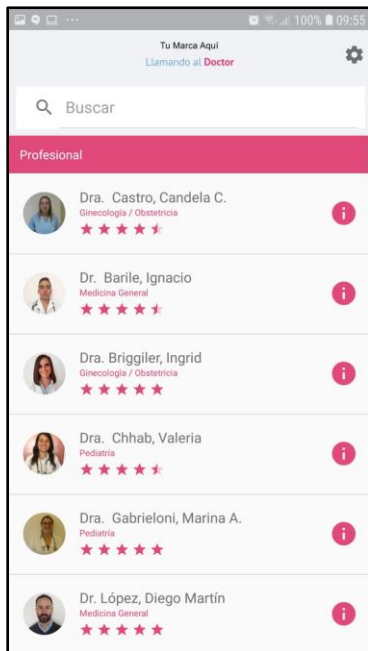 100% 09:55
Tu Marca Aquí
Llamando al Doctor
Buscar
Profesional
Dra. Castro, Candela C.
Ginecología / Obstetricia
Dr. Barile, Ignacio
Medicina General
Dra. Briggiler, Ingrid
Ginecología / Obstetricia
Dra. Chhab, Valeria
Pediatría
Dra. Gabrieloni, Marina A.
Pediatría
Dr. López, Diego Martín
Medicina General